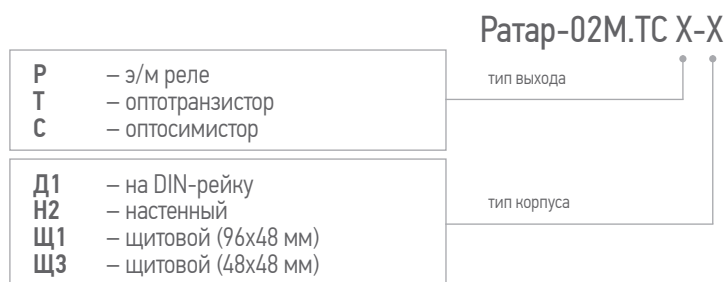 Ратар-02М.ТС Х-Х
Р – э/м реле
Т – оптотранзистор
С – оптосимистор
тип выхода
Д1 – на DIN-рейку
Н2 – настенный
Щ1 – щитовой (96х48 мм)
Щ3 – щитовой (48х48 мм)
тип корпуса